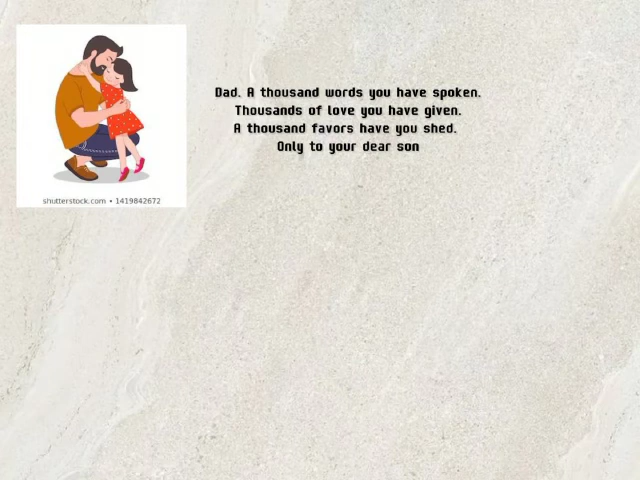 Dad. A thousand words you have spoken.
Thousands of love you have given.
A thousand favors have you shed.
Only to your dear son
shutterstock.com • 1419842672